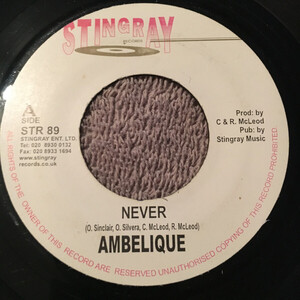 STINGRAY
A
SIDE
STR 89
STINGRAY ENT. LTD.
Tel: 020 8930 0132
Fax: 020 8933 1694
www.stingray
records.co.uk
Prod: by
C & R. McLeod
Pub: by
Stingray Music
NEVER
(O. Sinclair, O. Silvera, C. McLeod, R. McLeod)
AMBELIQUE
ALL RIGHTS OF THE OWNER OF THIS RECORD ARE RESERVED UNAUTHORISED COPYING OF THIS RECORD PROHIBITED